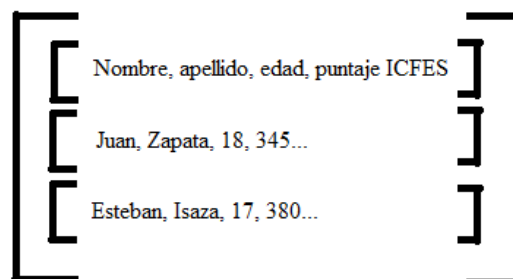 Nombre, apellido, edad, puntaje ICFES
Juan, Zapata, 18, 345...
Esteban, Isaza, 17, 380...